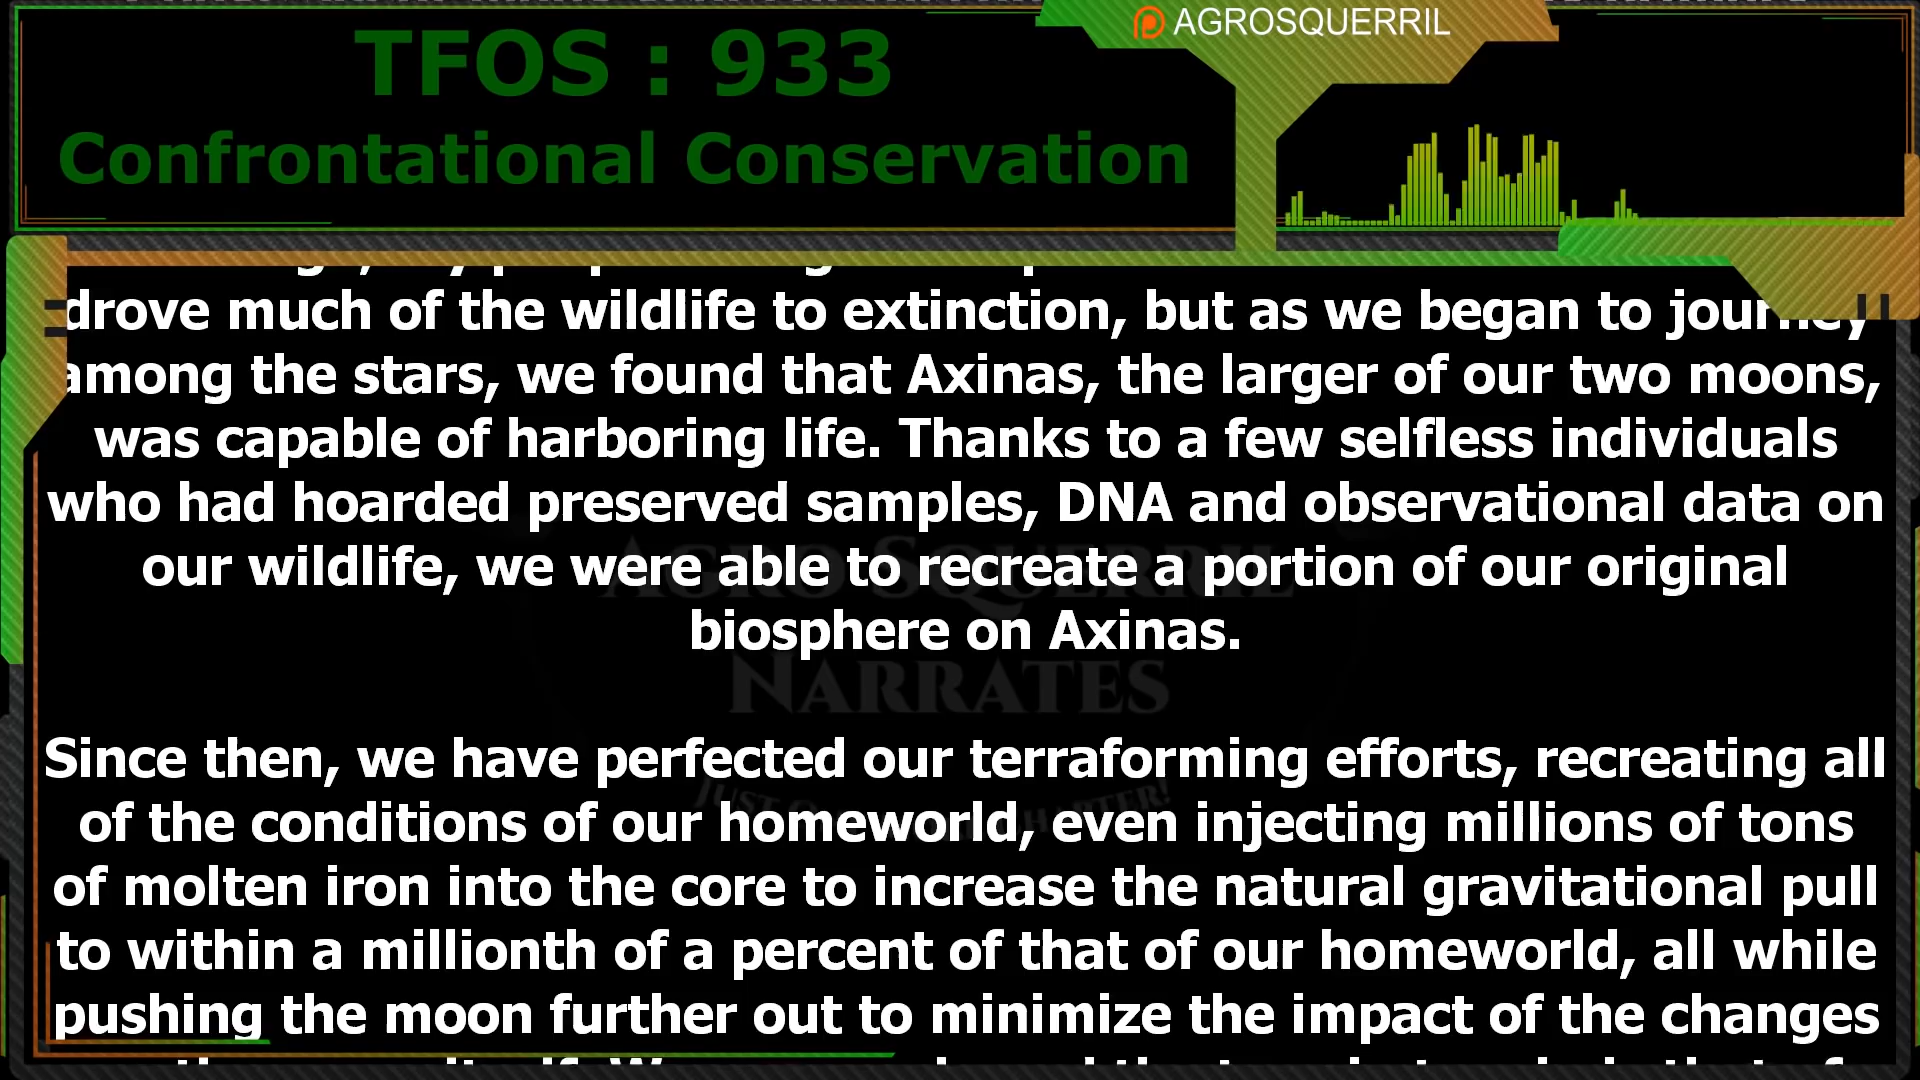 AGROSQUERRIL
TFOS : 933
Confrontational Conservation
drove much of the wildlife to extinction, but as we began to journey
among the stars, we found that Axinas, the larger of our two moons,
was capable of harboring life. Thanks to a few selfless individuals
who had hoarded preserved samples, DNA and observational data on
our wildlife, we were able to recreate a portion of our original
biosphere on Axinas.
AGRO SQUERRIL
NARRATES
Since then, we have perfected our terraforming efforts, recreating all
of the conditions of our homeworld, even injecting millions of tons
of molten iron into the core to increase the natural gravitational pull
to within a millionth of a percent of that of our homeworld, all while
pushing the moon further out to minimize the impact of the changes